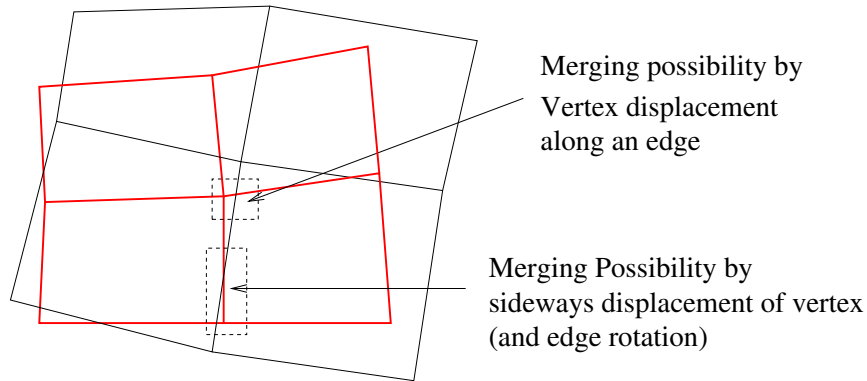 Merging possibility by
Vertex displacement
along an edge
Merging Possibility by
sideways displacement of vertex
(and edge rotation)